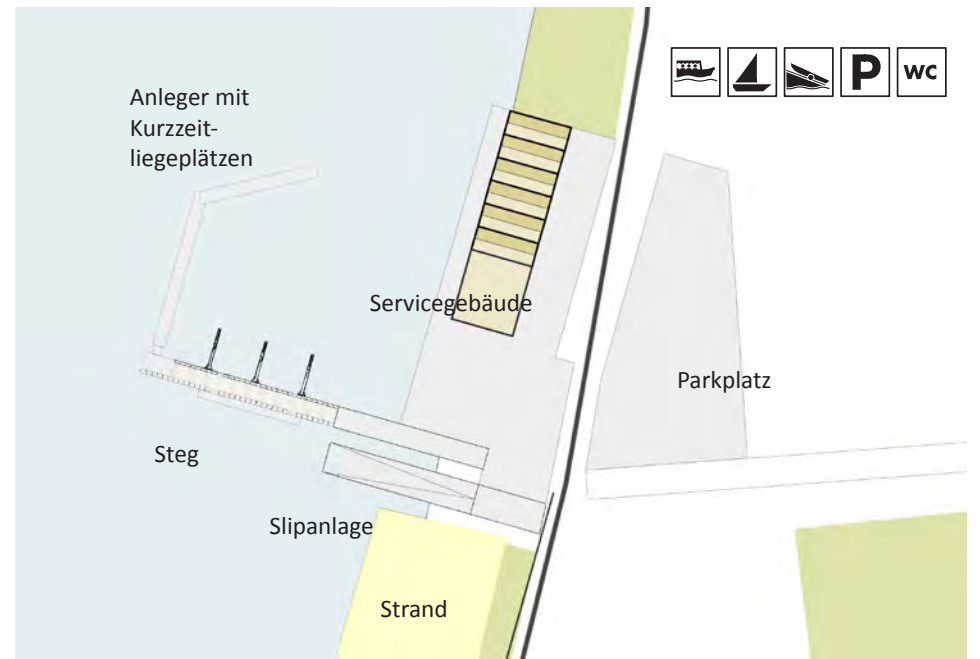 P
WC
Anleger mit
Kurzzeit-
liegeplätzen
Servicegebäude
Parkplatz
Steg
Slipanlage
Strand